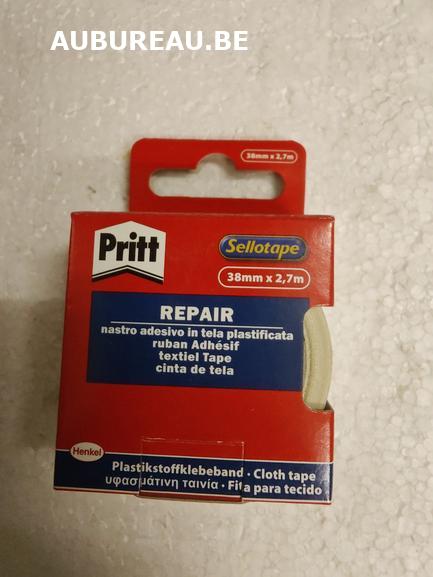 AUBUREAU.BE
38mm x 2,7m
Pritt
Sellotape
38mm x 2,7m
REPAIR
nastro adesivo in tela plastificata
ruban Adhésif
textiel Tape
cinta de tela
Henkel
Plastikstoffklebeband · Cloth tape
υφασμάτινη ταινία · Fita para tecido